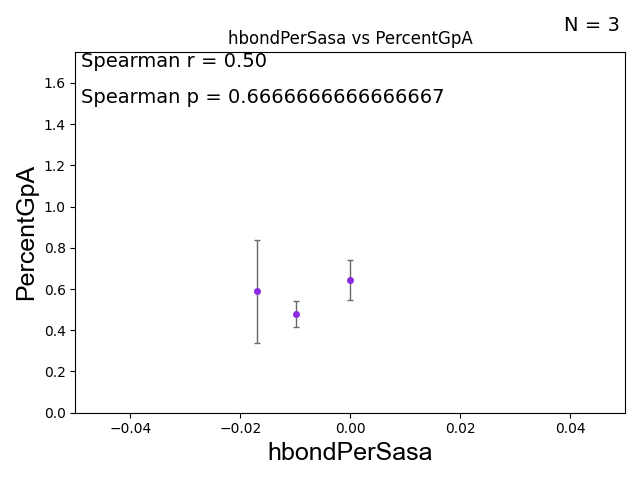 N = 3
hbondPerSasa vs PercentGpA
Spearman r = 0.50
Spearman p = 0.6666666666666667
PercentGpA
1.6
1.4
1.2
1.0
0.8
0.6
0.4
0.2
0.0
−0.04 −0.02 0.00 0.02 0.04
hbondPerSasa